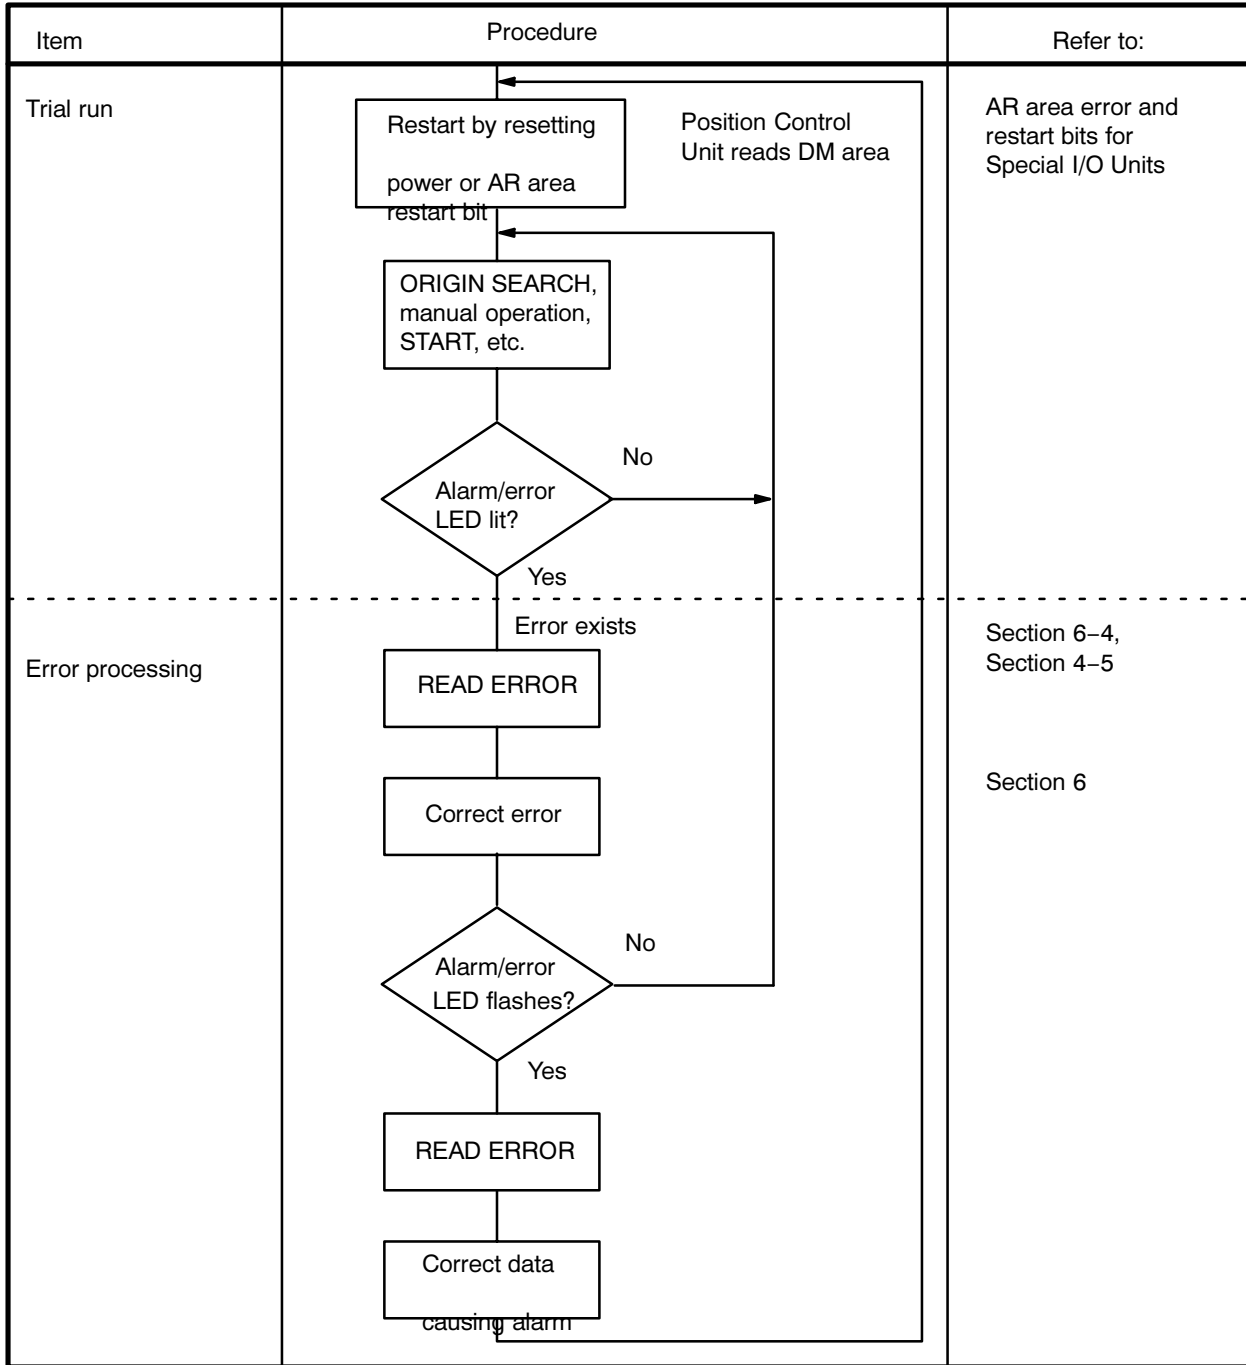 Item
Procedure
Refer to:
Trial run
Restart by resetting
power or AR area
restart bit
Position Control
Unit reads DM area
AR area error and
restart bits for
Special I/O Units
ORIGIN SEARCH,
manual operation,
START, etc.
Alarm/error
LED lit?
No
Yes
Error processing
Error exists
Section 6–4,
Section 4–5
READ ERROR
Correct error
Section 6
Alarm/error
LED flashes?
No
Yes
READ ERROR
Correct data
causing alarm